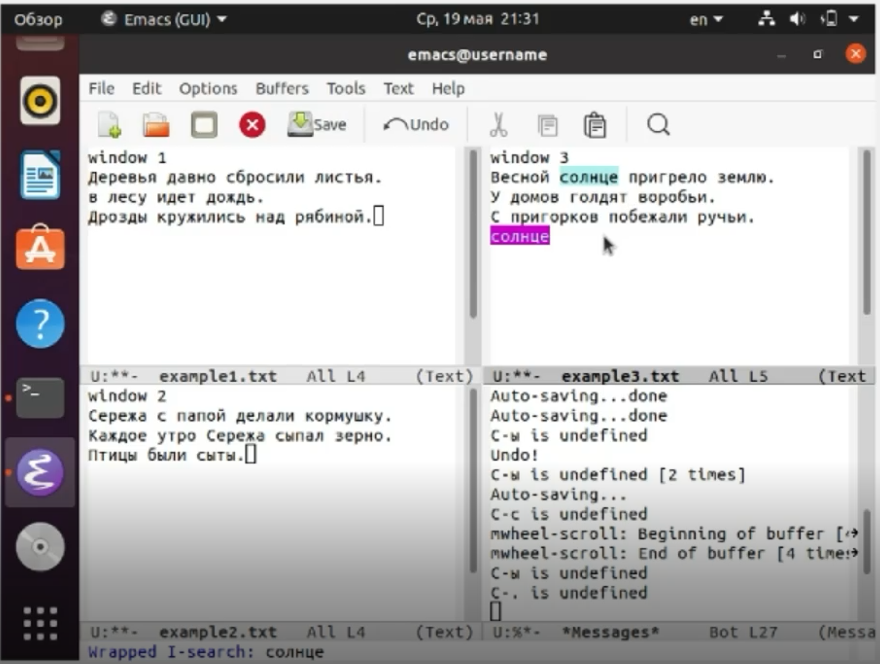 Обзор Emacs (GUI) Ср, 19 мая 21:31 en
emacs@username
File Edit Options Buffers Tools Text Help
Save Undo
window 1
Деревья давно сбросили листья.
в лесу идет дождь.
Дрозды кружились над рябиной.
U:**- example1.txt All L4 (Text)
window 3
Весной солнце пригрело землю.
У домов голдят воробьи.
С пригорков побежали ручьи.
солнце
U:**- example3.txt All L5 (Text
window 2
Сережа с папой делали кормушку.
Каждое утро Сережа сыпал зерно.
Птицы были сыты.
U:**- example2.txt All L4 (Text)
Auto-saving...done
Auto-saving...done
C-ы is undefined
Undo!
C-ы is undefined [2 times]
Auto-saving...
C-c is undefined
mwheel-scroll: Beginning of buffer [
mwheel-scroll: End of buffer [4 times
C-ы is undefined
C-. is undefined
U:%*- *Messages* Bot L27 (Messa
Wrapped I-search: солнце